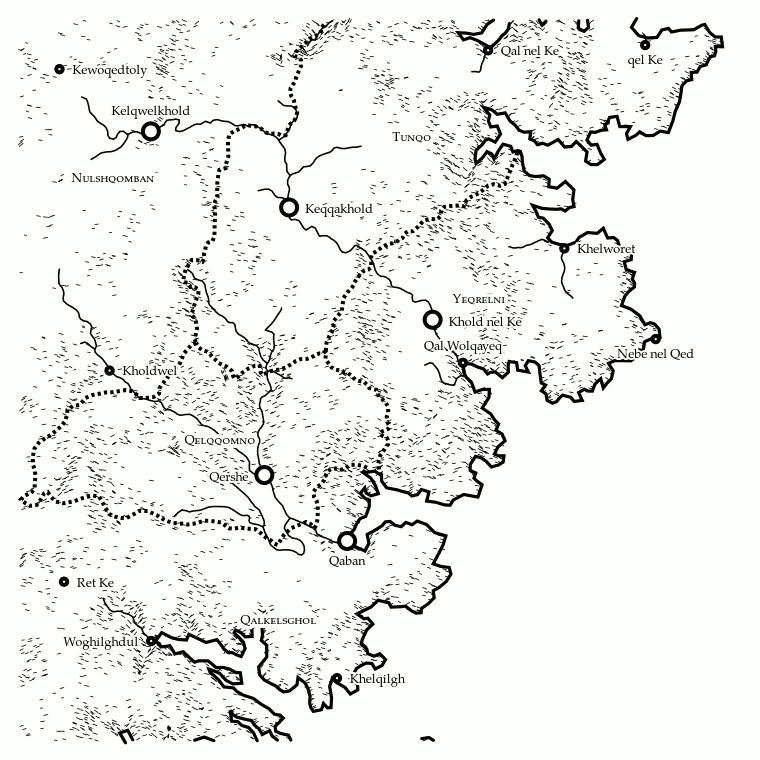 Qal nel Ke
qel Ke
Kewoqedtoly
Kelqwelkhold
Tunqo
Nulshqomban
Keqqakhold
Khelworet
Yeqrelni
Khold nel Ke
Qal Wolqayeq
Nebe nel Qed
Kholdwel
Qelqqomno
Qershe
Qaban
Ret Ke
Qalkelsghol
Woghilghdul
Khelqilgh